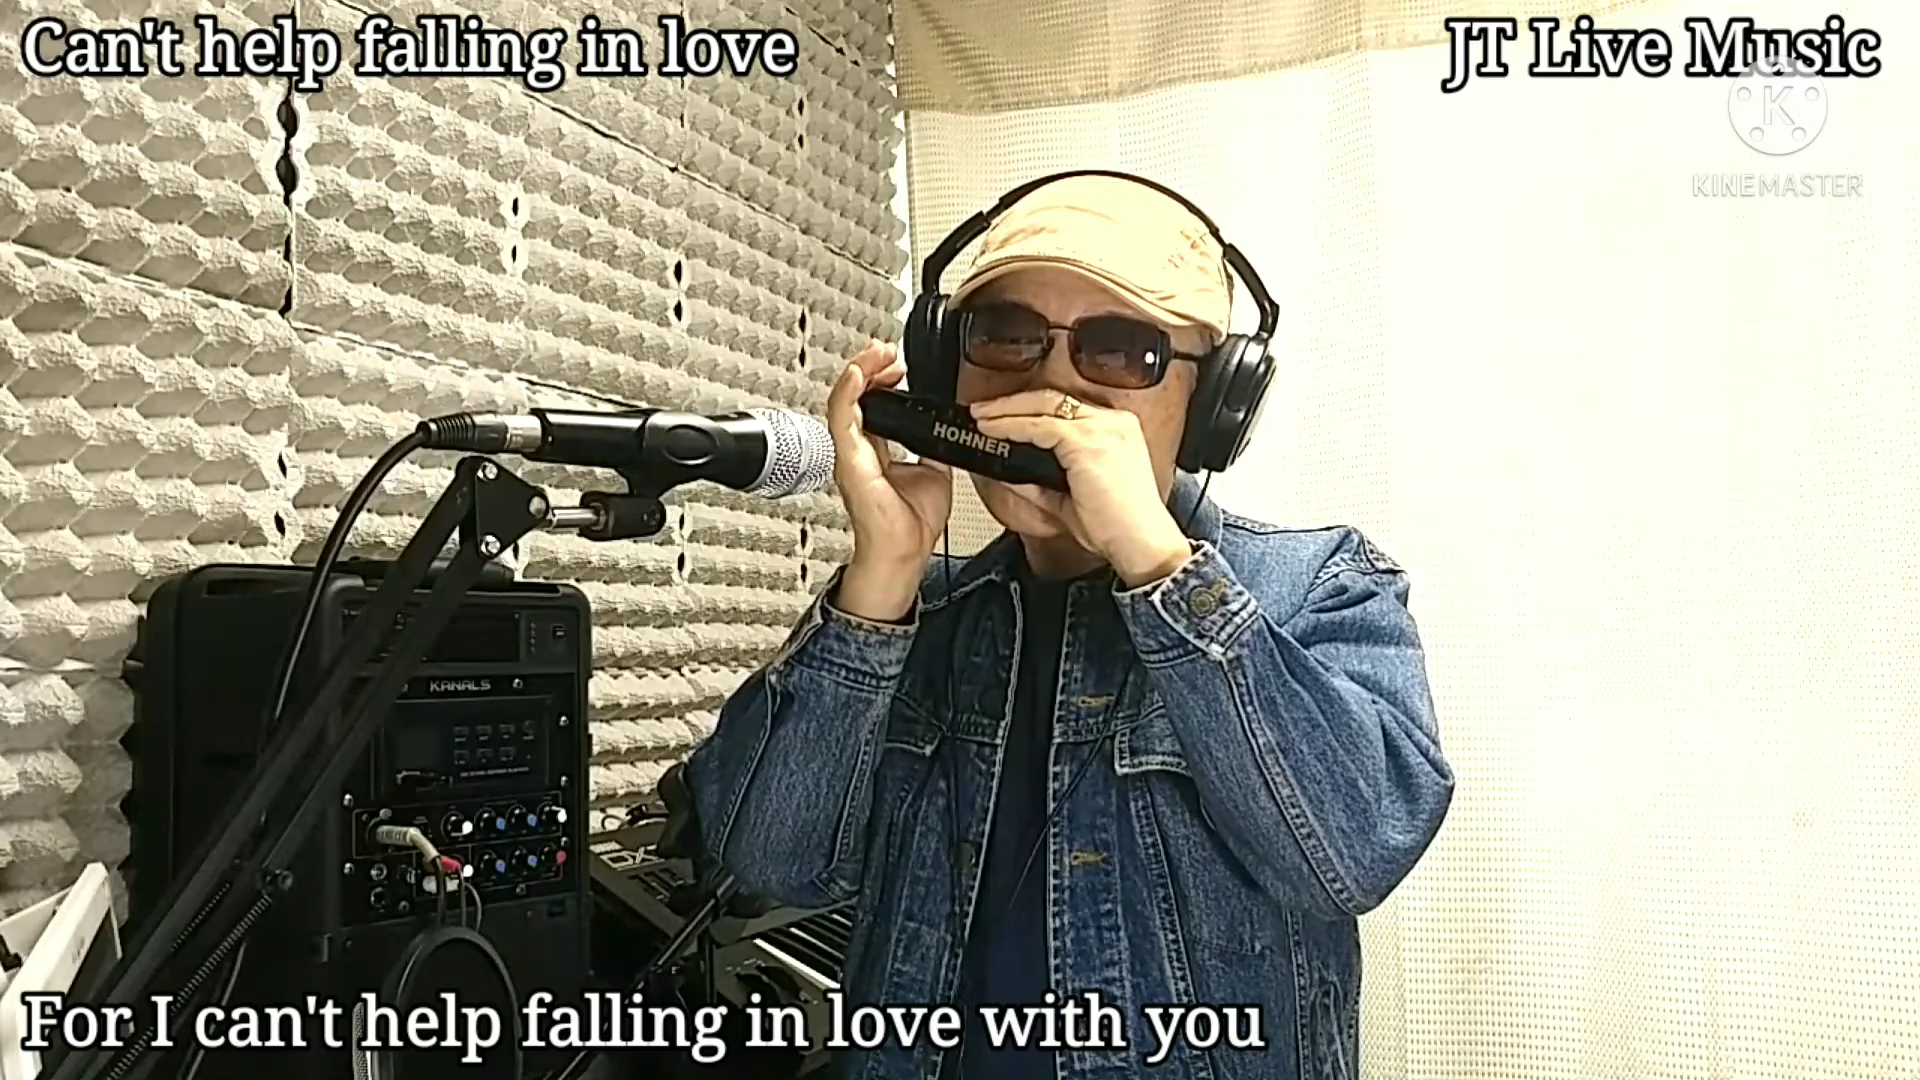 Can't help falling in love
JT Live Music
K
KINEMASTER
HOHNER
KANALS
DX
For I can't help falling in love with you